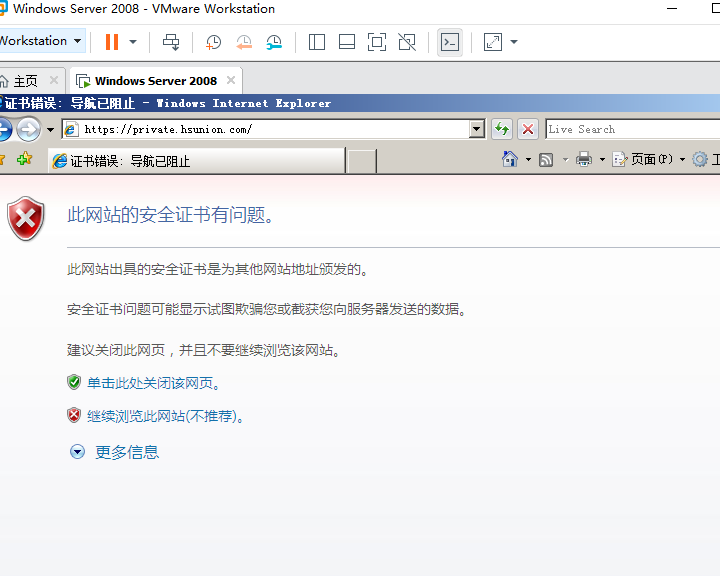 Windows Server 2008 - VMware Workstation
Workstation
主页
Windows Server 2008
证书错误: 导航已阻止 - Windows Internet Explorer
https://private.hsunion.com/
Live Search
证书错误: 导航已阻止
页面(P)
此网站的安全证书有问题。
此网站出具的安全证书是为其他网站地址颁发的。
安全证书问题可能显示试图欺骗您或截获您向服务器发送的数据。
建议关闭此网页，并且不要继续浏览该网站。
单击此处关闭该网页。
继续浏览此网站(不推荐)。
更多信息